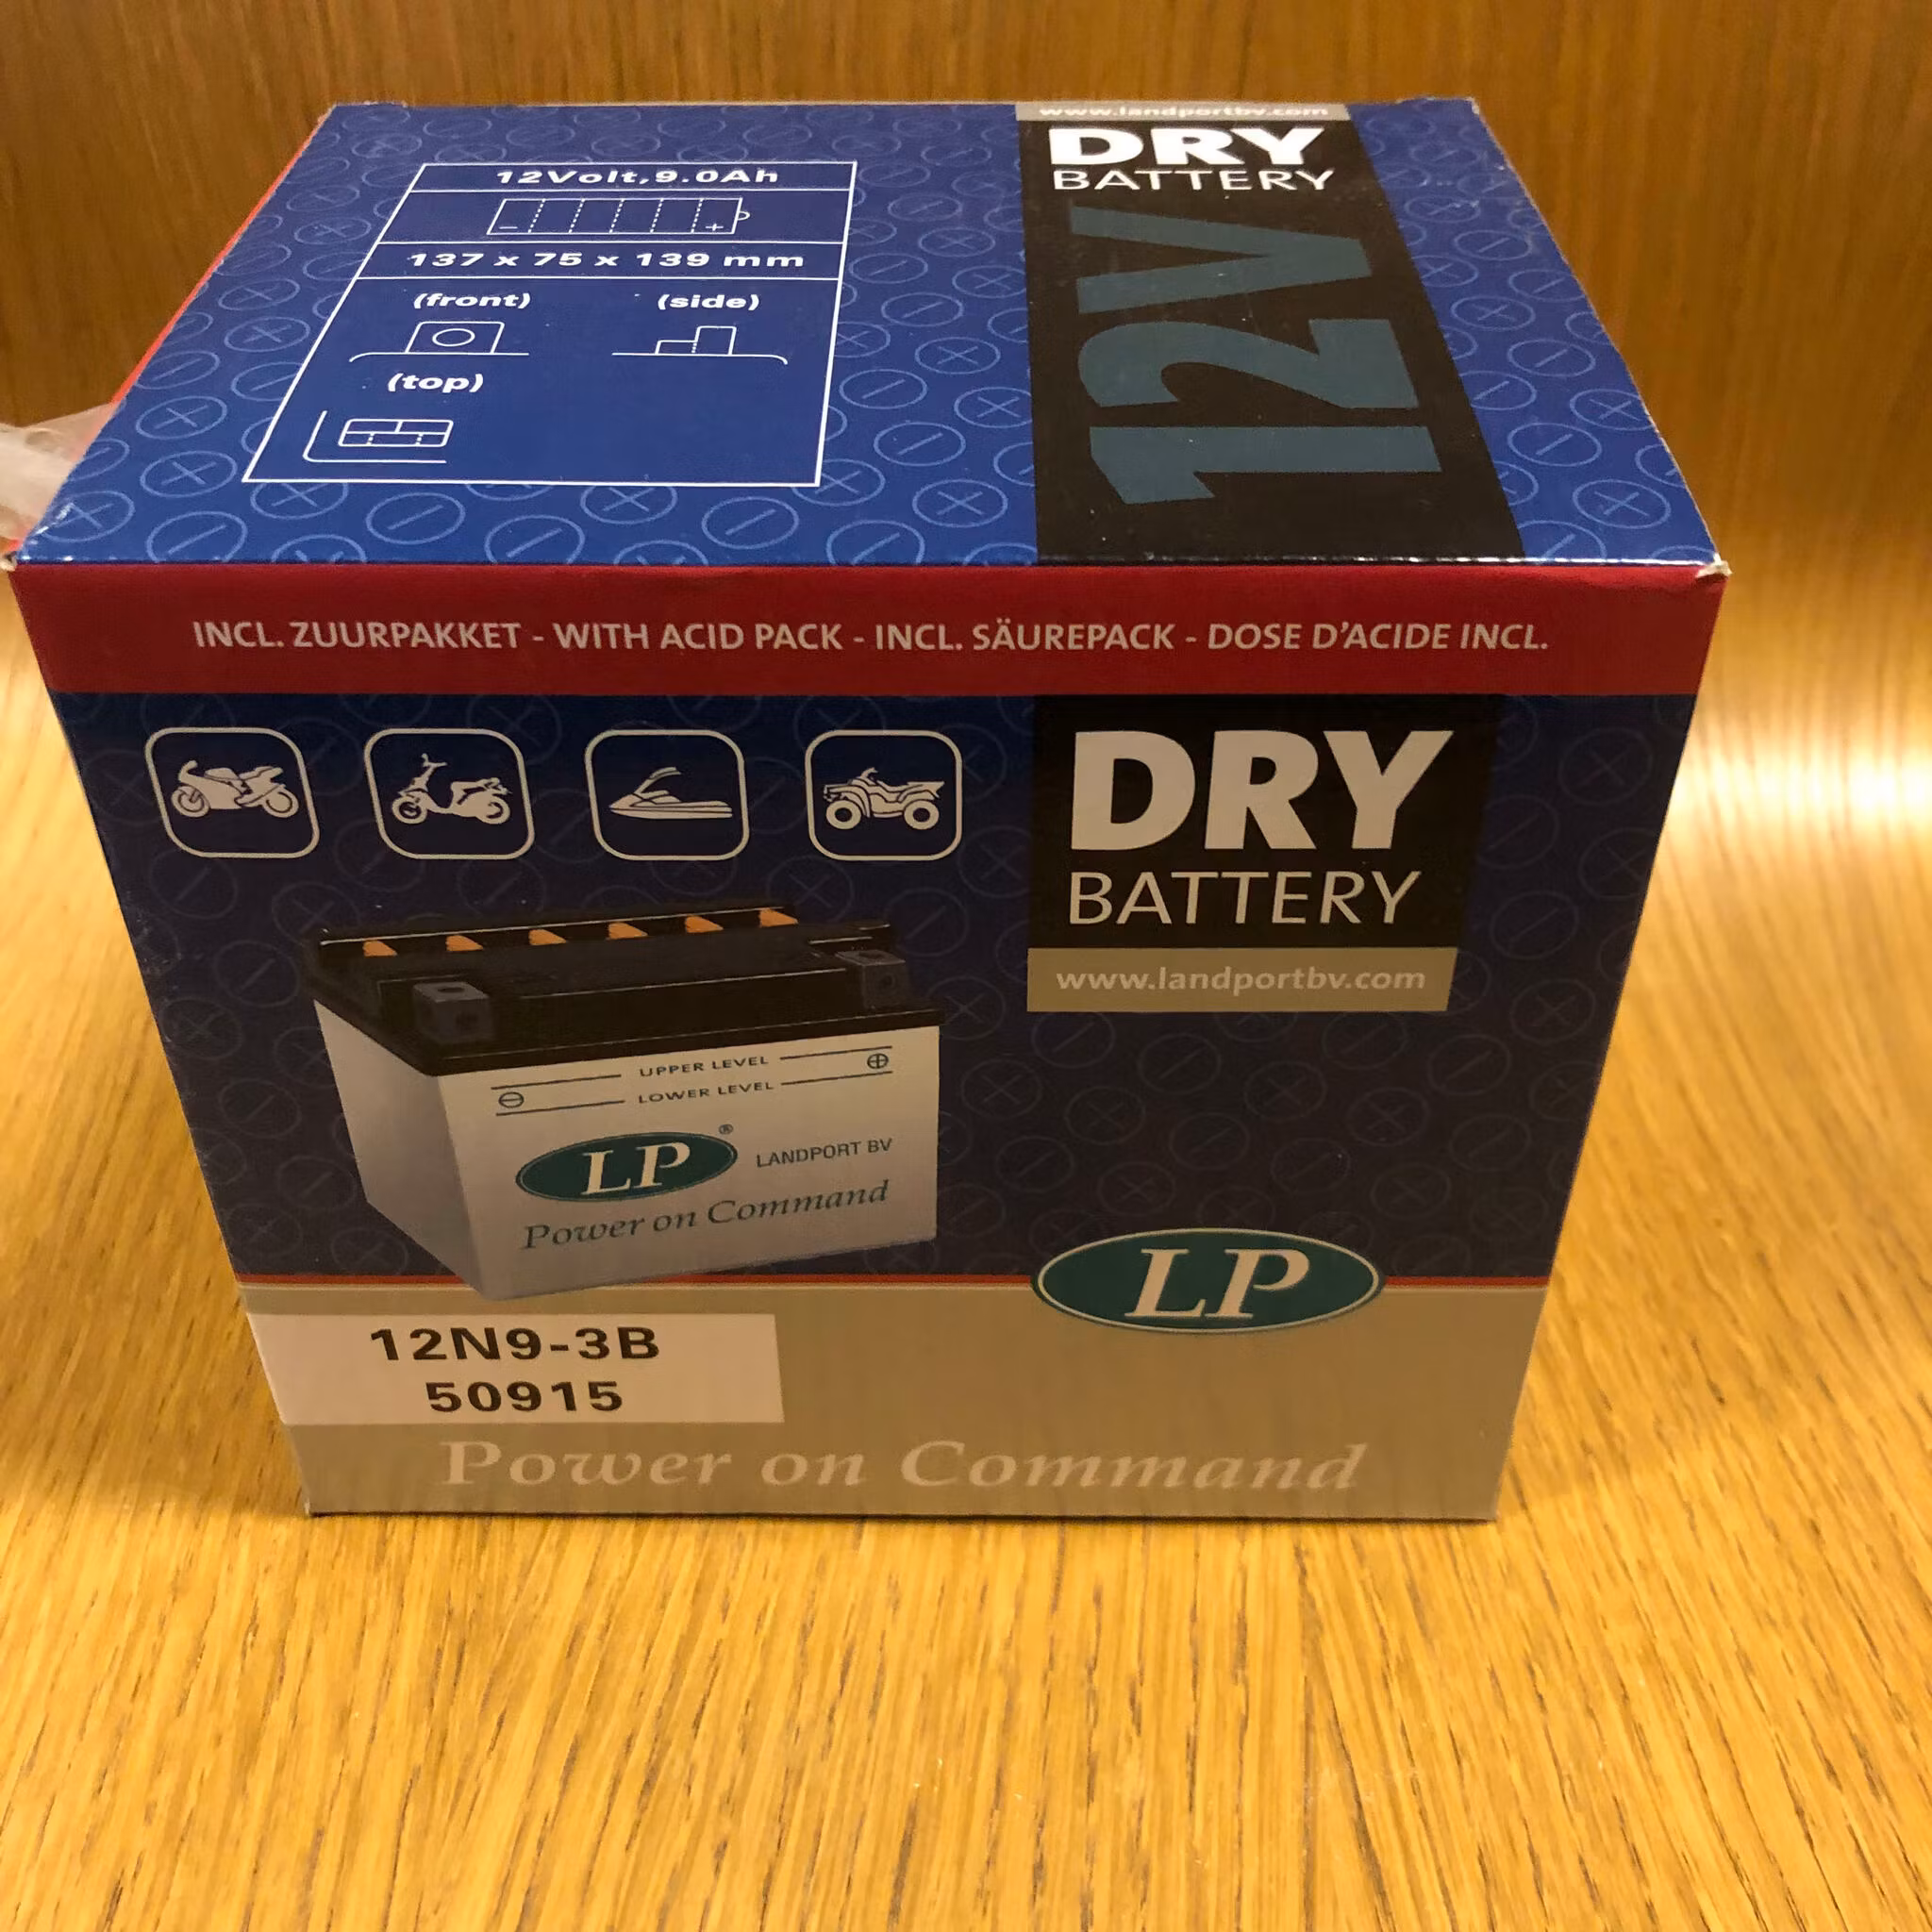 www.landportbv.com
DRY
BATTERY
12V
12Volt,9.0Ah
- +
137 x 75 x 139 mm
(front) (side)
(top)
INCL. ZUURPAKKET - WITH ACID PACK - INCL. SÄUREPACK - DOSE D'ACIDE INCL.
DRY
BATTERY
www.landportbv.com
UPPER LEVEL
LOWER LEVEL
LP® LANDPORT BV
Power on Command
LP
12N9-3B
50915
Power on Command